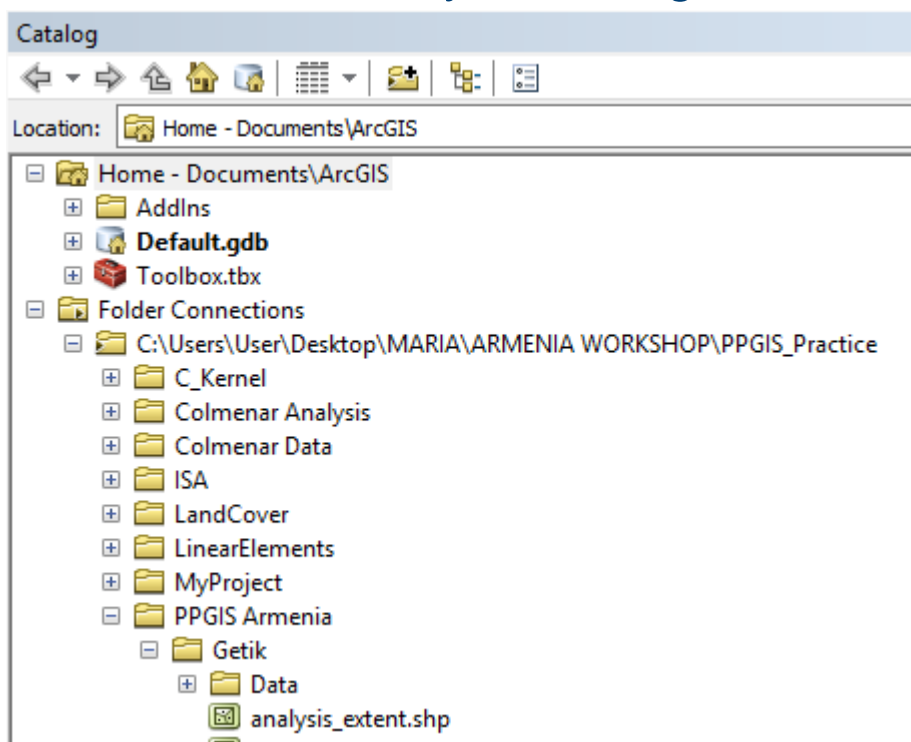 Catalog
Location: Home - Documents\ArcGIS
Home - Documents\ArcGIS
AddIns
Default.gdb
Toolbox.tbx
Folder Connections
C:\Users\User\Desktop\MARIA\ARMENIA WORKSHOP\PPGIS_Practice
C_Kernel
Colmenar Analysis
Colmenar Data
ISA
LandCover
LinearElements
MyProject
PPGIS Armenia
Getik
Data
analysis_extent.shp